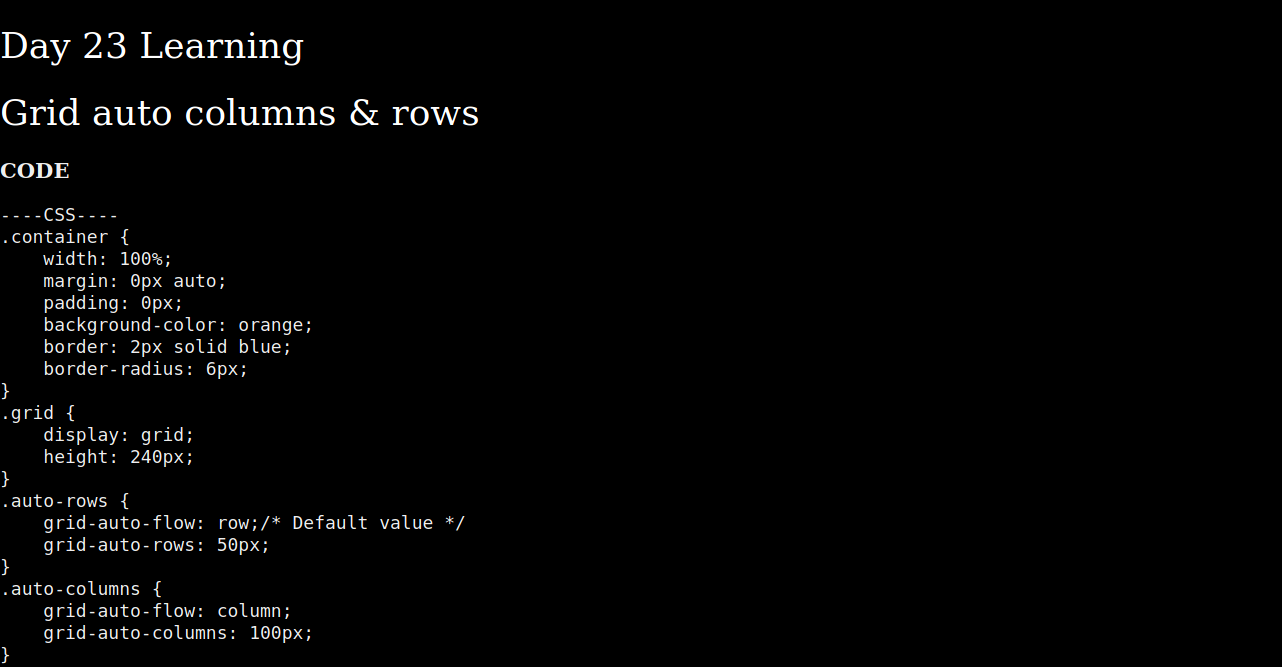 Day 23 Learning
Grid auto columns & rows
CODE
----CSS----
.container {
    width: 100%;
    margin: 0px auto;
    padding: 0px;
    background-color: orange;
    border: 2px solid blue;
    border-radius: 6px;
}
.grid {
    display: grid;
    height: 240px;
}
.auto-rows {
    grid-auto-flow: row;/* Default value */
    grid-auto-rows: 50px;
}
.auto-columns {
    grid-auto-flow: column;
    grid-auto-columns: 100px;
}